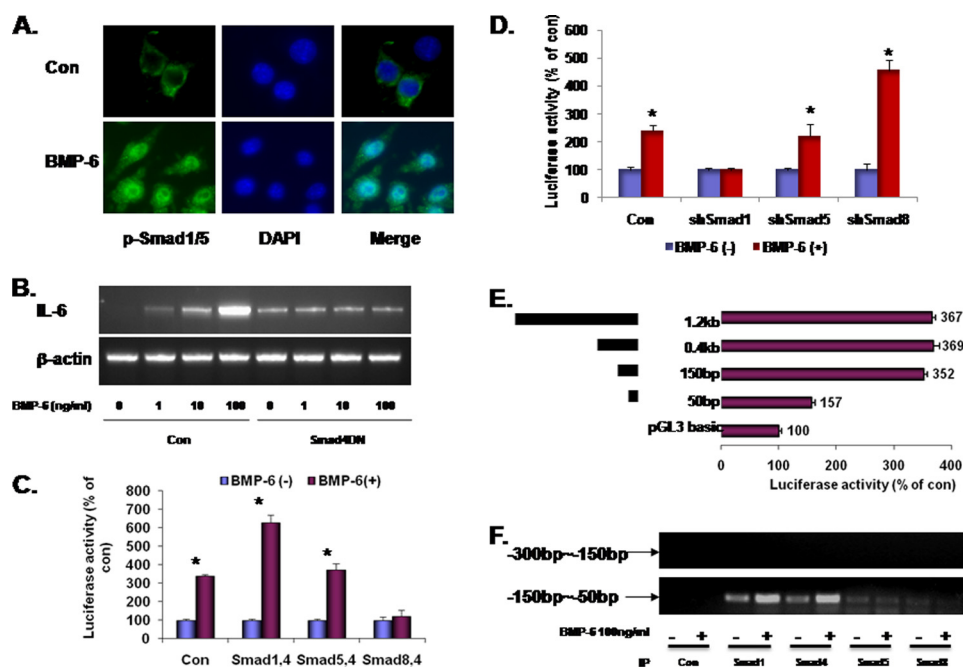 A.
Con
BMP-6
p-Smad1/5 DAPI Merge
B.
IL-6
β-actin
BMP-6 (ng/ml) 0 1 10 100 0 1 10 100
Con Smad4DN
C.
Luciferase activity (% of con)
BMP-6 (-) BMP-6(+)
800
700
600
500
400
300
200
100
* * *
Con Smad1,4 Smad5,4 Smad8,4
D.
Luciferase activity (% of con)
600
500
400
300
200
100
0
* * *
Con shSmad1 shSmad5 shSmad8
BMP-6 (-) BMP-6 (+)
E.
1.2kb 367
0.4kb 369
150bp 352
50bp 157
pGL3 basic 100
0 100 200 300 400
Luciferase activity (% of con)
F.
-300bp~-150bp
-150bp~-50bp
BMP-6 100ng/ml - + - + - + - + - +
IP Con Smad1 Smad4 Smad5 Smad8